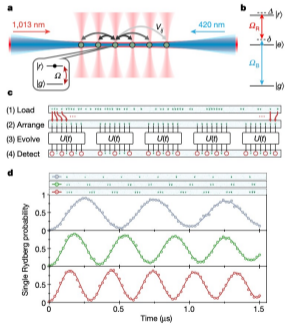 a
b
1,013 nm
V
420 nm
Δ
|r⟩
Ω_R
δ
|e⟩
Ω_B
|g⟩
|r⟩
|g⟩
Ω
c
(1) Load
(2) Arrange
(3) Evolve
U(t) U(t) U(t) U(t) U(t)
(4) Detect
d
Single Rydberg probability
1
0.5
0
1
0.5
0
1
0.5
0
0 0.5 1.0 1.5
Time (μs)